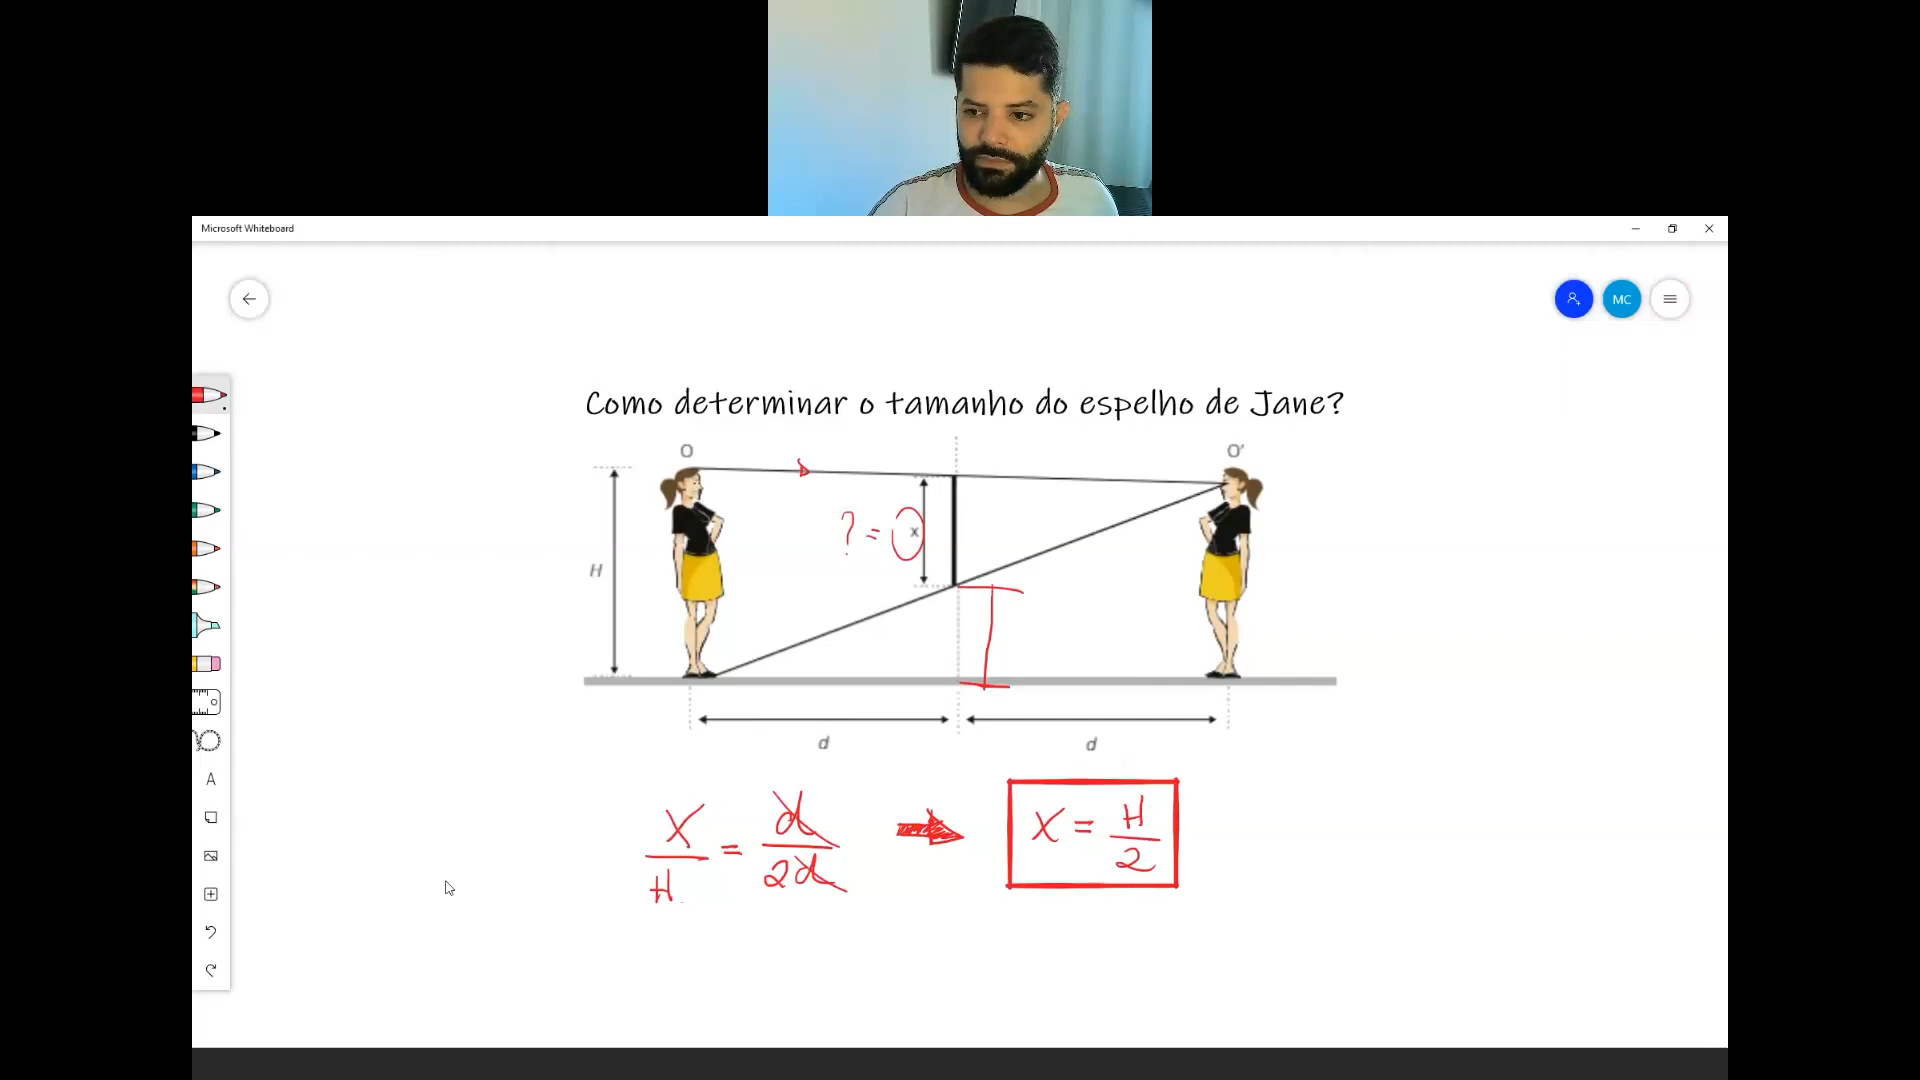 Microsoft Whiteboard
MC
Como determinar o tamanho do espelho de Jane?
O O'
? = x
H
d d
X/H = d/2d X = H/2
A